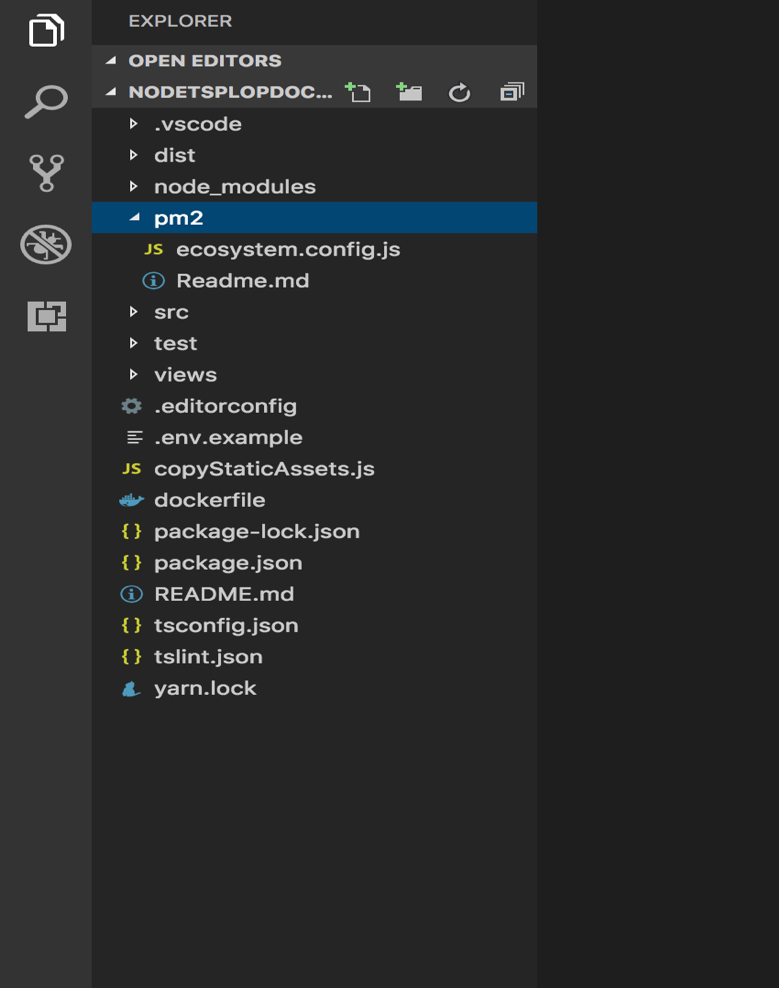 EXPLORER
OPEN EDITORS
NODETSPLOPDOC...
.vscode
dist
node_modules
pm2
JS ecosystem.config.js
Readme.md
src
test
views
.editorconfig
.env.example
JS copyStaticAssets.js
dockerfile
{ } package-lock.json
{ } package.json
README.md
{ } tsconfig.json
{ } tslint.json
yarn.lock